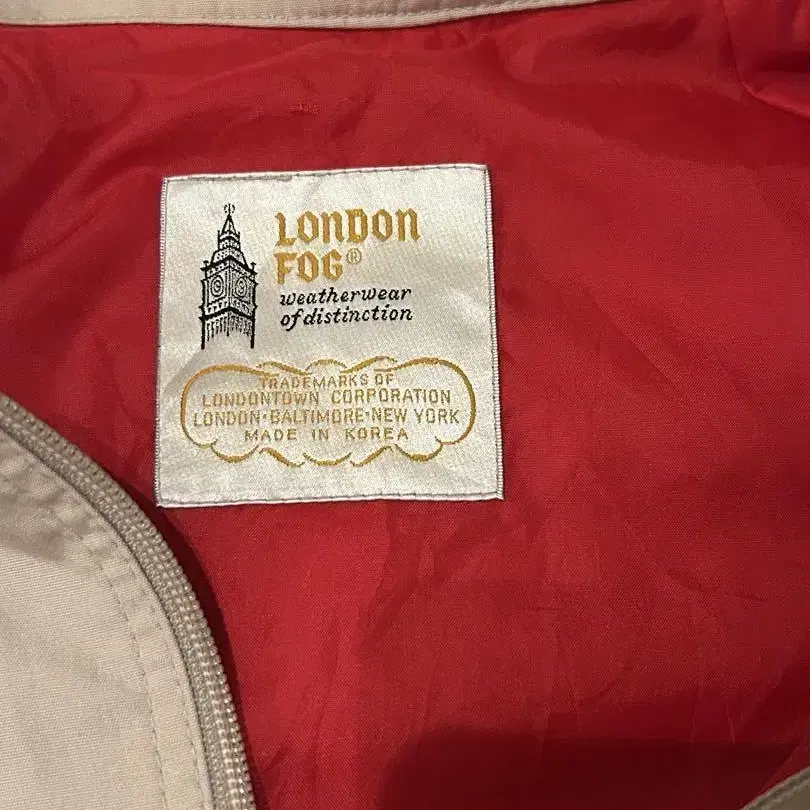 LONDON
FOG®
weatherwear
of distinction
TRADEMARKS OF
LONDONTOWN CORPORATION
LONDON·BALTIMORE·NEW YORK
MADE IN KOREA